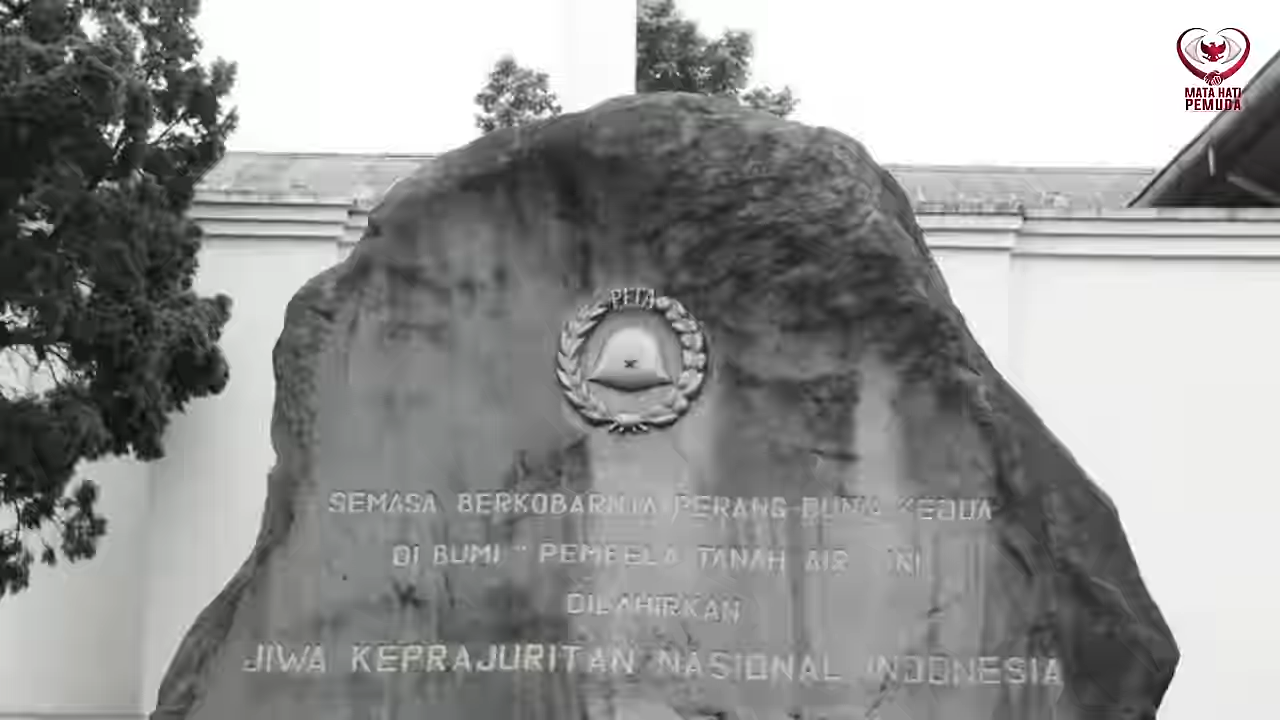 MATA HATI
PEMUDA
PETA
SEMASA BERKOBARNJA PERANG DUNIA KEDUA
DI BUMI " PEMBELA TANAH AIR " INI
DILAHIRKAN
JIWA KEPRAJURITAN NASIONAL INDONESIA